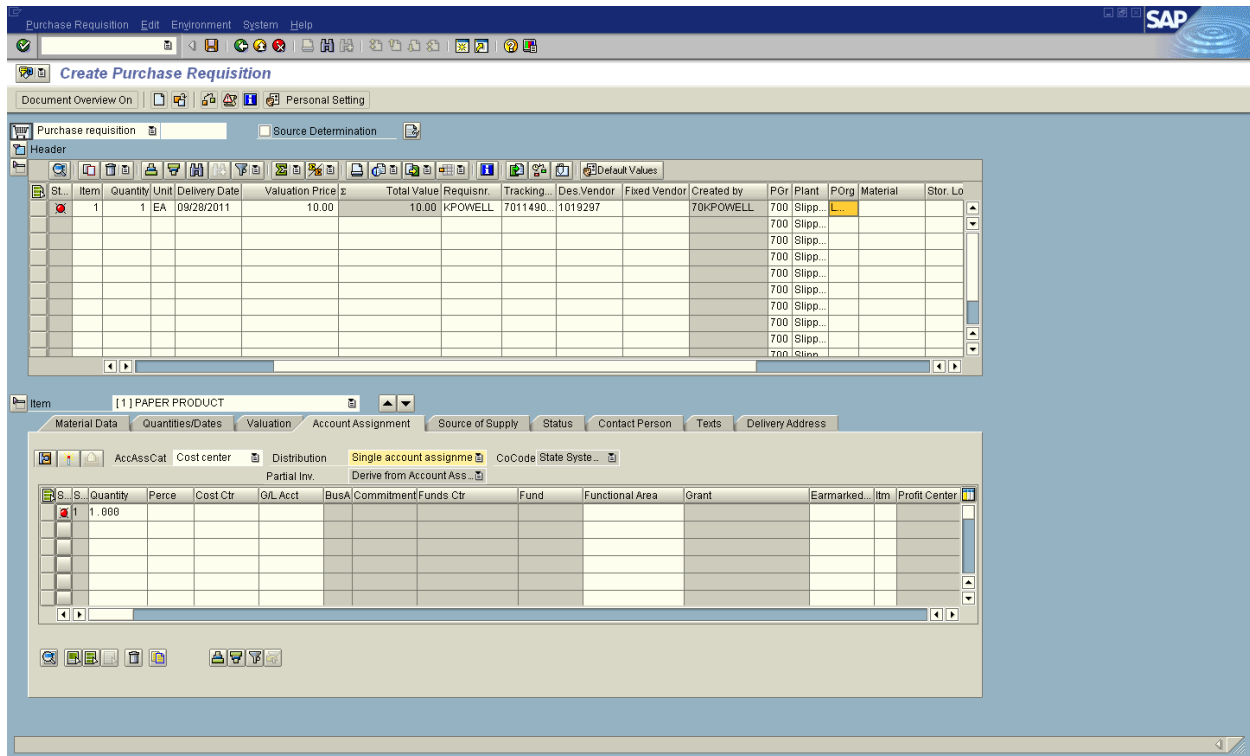 Purchase Requisition Edit Environment System Help
SAP
Create Purchase Requisition
Document Overview On Personal Setting
Purchase requisition Source Determination
Header
Default Values
St... Item Quantity Unit Delivery Date Valuation Price Σ Total Value Requisnr. Tracking... Des.Vendor Fixed Vendor Created by PGr Plant POrg Material Stor. Lo
1 1 EA 09/28/2011 10.00 10.00 KPOWELL 7011490... 1019297 70KPOWELL 700 Slipp... L...
700 Slipp...
700 Slipp...
700 Slipp...
700 Slipp...
700 Slipp...
700 Slipp...
700 Slipp...
700 Slipp...
700 Slipp...
Item [ 1 ] PAPER PRODUCT
Material Data Quantities/Dates Valuation Account Assignment Source of Supply Status Contact Person Texts Delivery Address
AccAssCat Cost center Distribution Single account assignme CoCode State Syste...
Partial Inv. Derive from Account Ass...
S... S... Quantity Perce Cost Ctr G/L Acct BusA Commitment Funds Ctr Fund Functional Area Grant Earmarked... Itm Profit Center
1 1.000